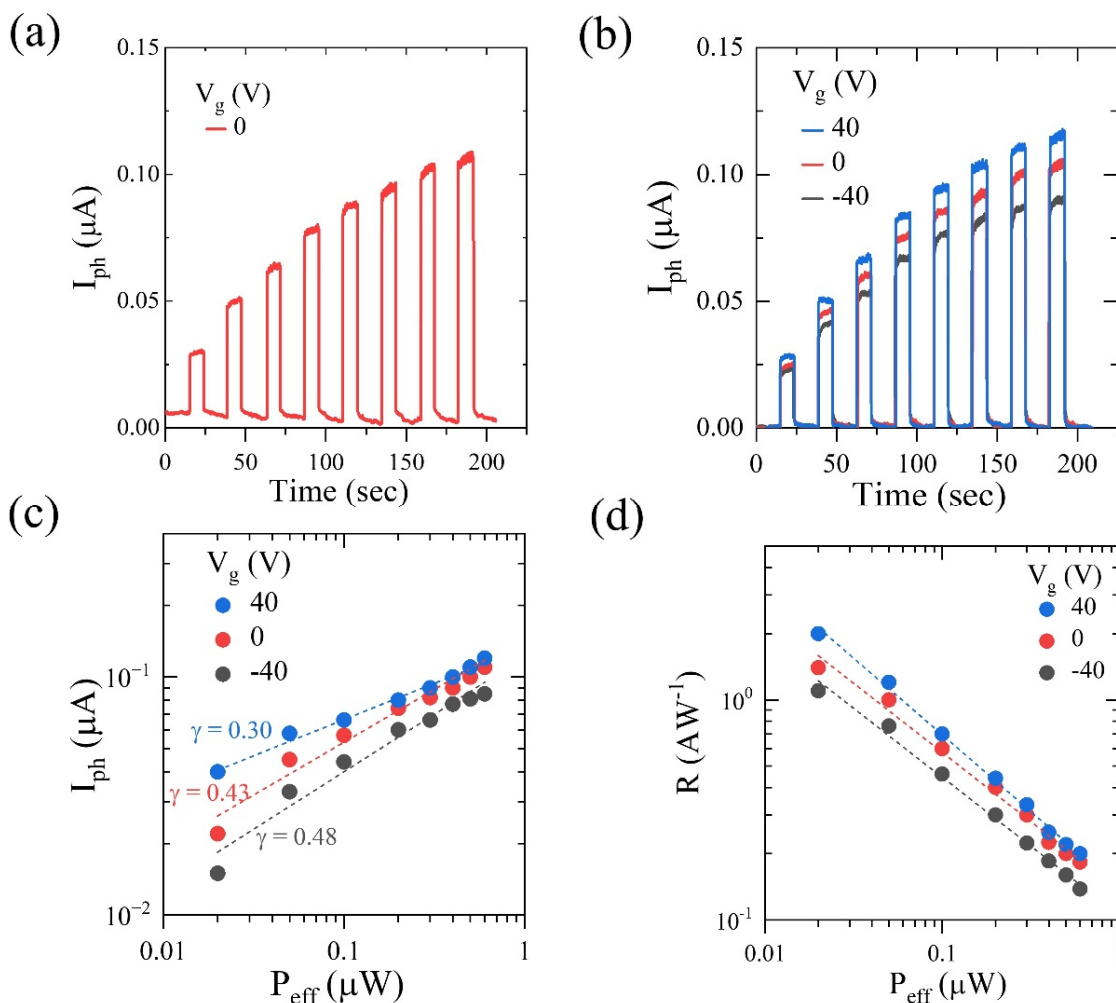 (a)
0.15
0.10
0.05
0.00
I_ph (μA)
V_g (V)
0
0 50 100 150 200
Time (sec)
(b)
0.15
0.10
0.05
0.00
I_ph (μA)
V_g (V)
40
0
-40
0 50 100 150 200
Time (sec)
(c)
10⁻¹
10⁻²
I_ph (μA)
V_g (V)
40
0
-40
γ = 0.30
γ = 0.43
γ = 0.48
0.01 0.1 1
P_eff (μW)
(d)
10⁰
10⁻¹
R (AW⁻¹)
V_g (V)
40
0
-40
0.01 0.1
P_eff (μW)